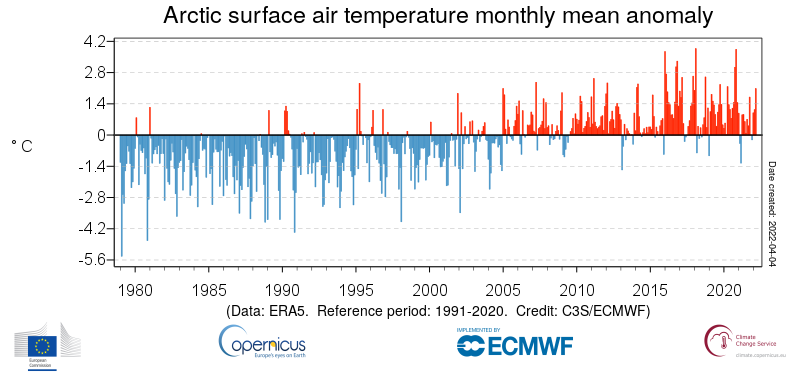 Arctic surface air temperature monthly mean anomaly
4.2
2.8
1.4
0
-1.4
-2.8
-4.2
-5.6
° C
1980 1985 1990 1995 2000 2005 2010 2015 2020
(Data: ERA5. Reference period: 1991-2020. Credit: C3S/ECMWF)
Date created: 2022-04-04
European
Commission
opernicus
Europe's eyes on Earth
IMPLEMENTED BY
ECMWF
Climate
Change Service
climate.copernicus.eu